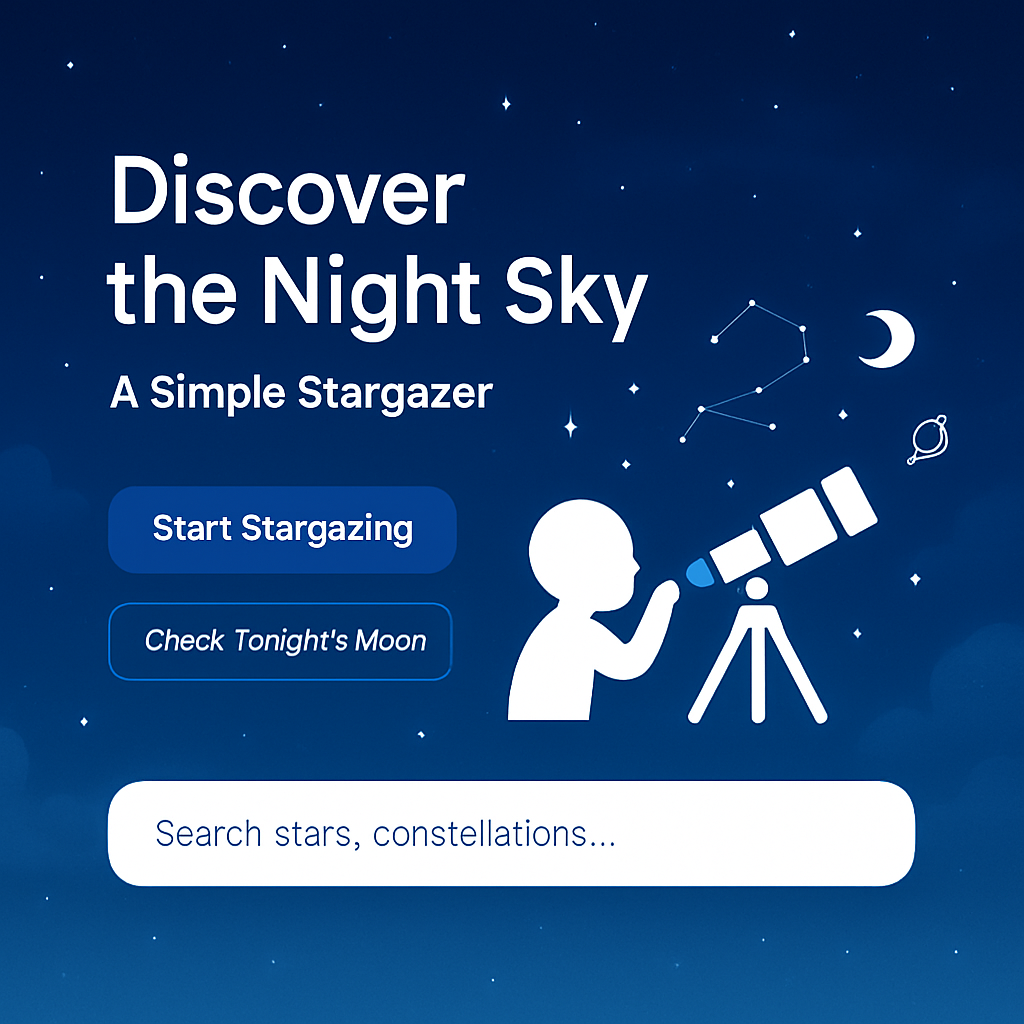 Discover
the Night Sky
A Simple Stargazer
Start Stargazing
Check Tonight's Moon
Search stars, constellations...